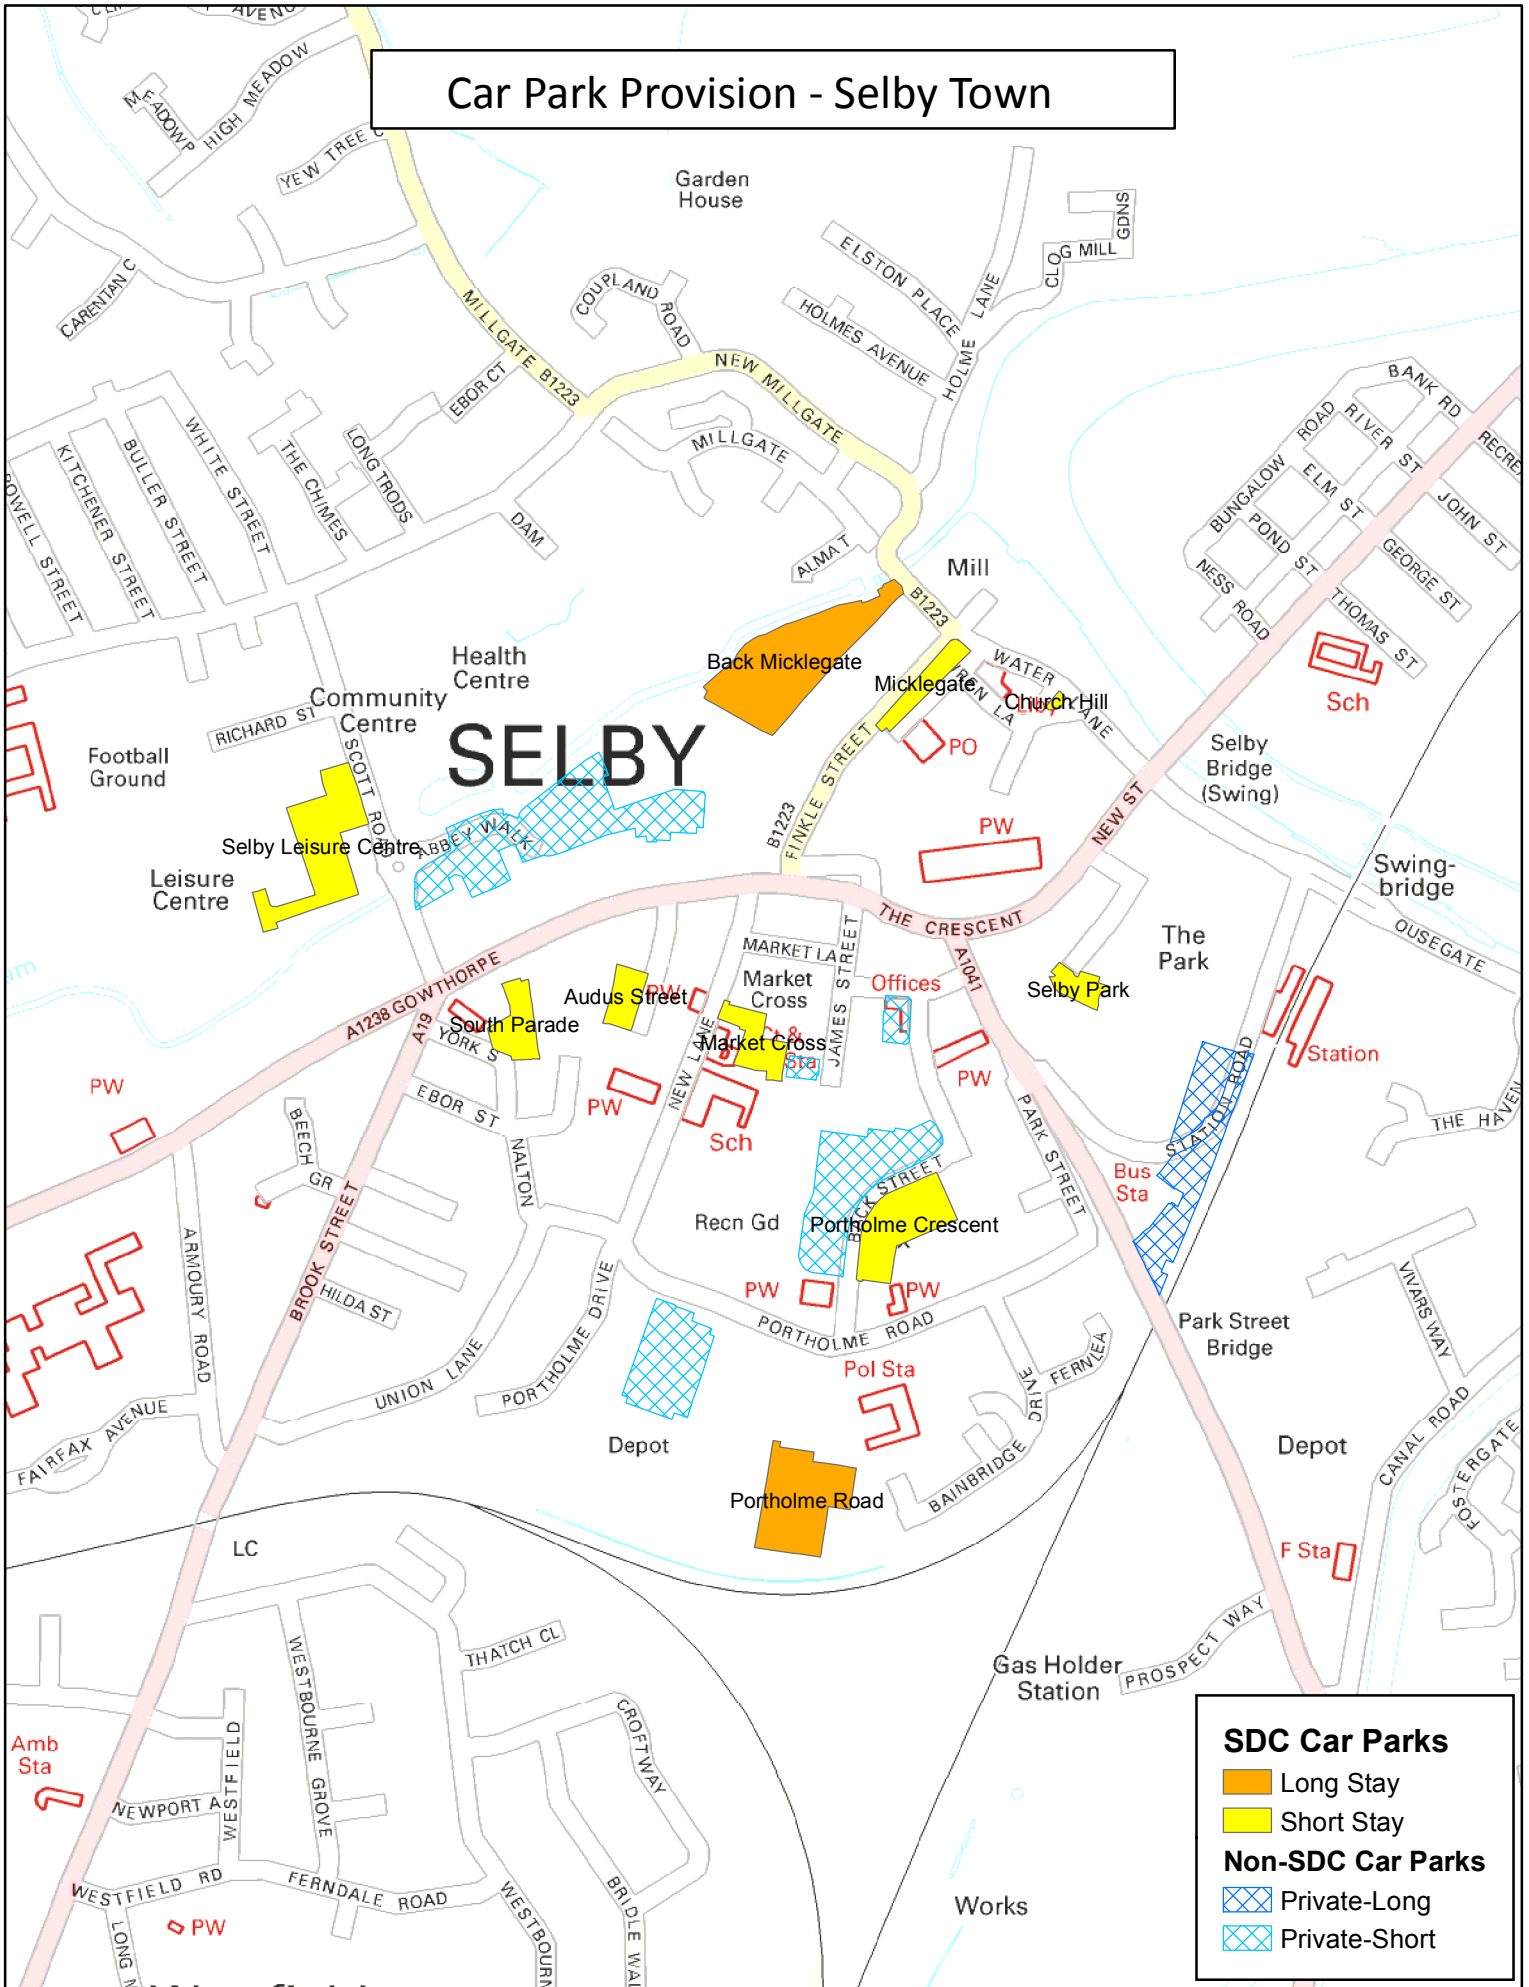 AVENU
Car Park Provision - Selby Town
HIGH MEADOW
MEADOWP
YEW TREE C
Garden
House
GDNS
CLOG MILL
ELSTON PLACE
HOLMES AVENUE
HOLME LANE
COUPLAND ROAD
CARENTAN C
MILLGATE B1223
NEW MILLGATE
EBOR CT
MILLGATE
BANK RD
RIVER ST
BUNGALOW ROAD
ELM ST
POND ST
NESS ROAD
JOHN ST
GEORGE ST
THOMAS ST
WHITE STREET
BULLER STREET
KITCHENER STREET
OWELL STREET
THE CHIMES
LONG TRODS
DAM
ALMA T
Mill
B1223
Sch
Back Micklegate
Micklegate
WATER LANE
Church Hill
PO
Health
Centre
Community
Centre
RICHARD ST
SCOTT ROAD
SELBY
Football
Ground
Selby
Bridge
(Swing)
Selby Leisure Centre
Leisure
Centre
ABBEY WALK
B1223
FINKLE STREET
PW
NEW ST
Swing-
bridge
THE CRESCENT
OUSEGATE
The
Park
A1041
Selby Park
MARKET LA
Market
Cross
JAMES STREET
Offices
A1238 GOWTHORPE
A19
Audus Street
PW
South Parade
YORK S
Market Cross
Sta
NEW LANE
PW
Station
STATION ROAD
PW
EBOR ST
PW
Sch
NALTON
BEECH GR
PARK STREET
Bus
Sta
THE HAVEN
BACK STREET
Portholme Crescent
Recn Gd
BROOK STREET
ARMOURY ROAD
HILDA ST
PW
PW
PORTHOLME ROAD
PORTHOLME DRIVE
UNION LANE
Park Street
Bridge
VIVARS WAY
Pol Sta
FERNLEA
DRIVE
BAINBRIDGE
FAIRFAX AVENUE
Depot
Depot
CANAL ROAD
FOSTERGATE
Portholme Road
LC
F Sta
PROSPECT WAY
Gas Holder
Station
THATCH CL
WESTBOURNE GROVE
CROFTWAY
Amb
Sta
NEWPORT A
WESTFIELD
WESTFIELD RD
FERNDALE ROAD
PW
BRIDLE WAL
WESTBOURN
Works
SDC Car Parks
Long Stay
Short Stay
Non-SDC Car Parks
Private-Long
Private-Short